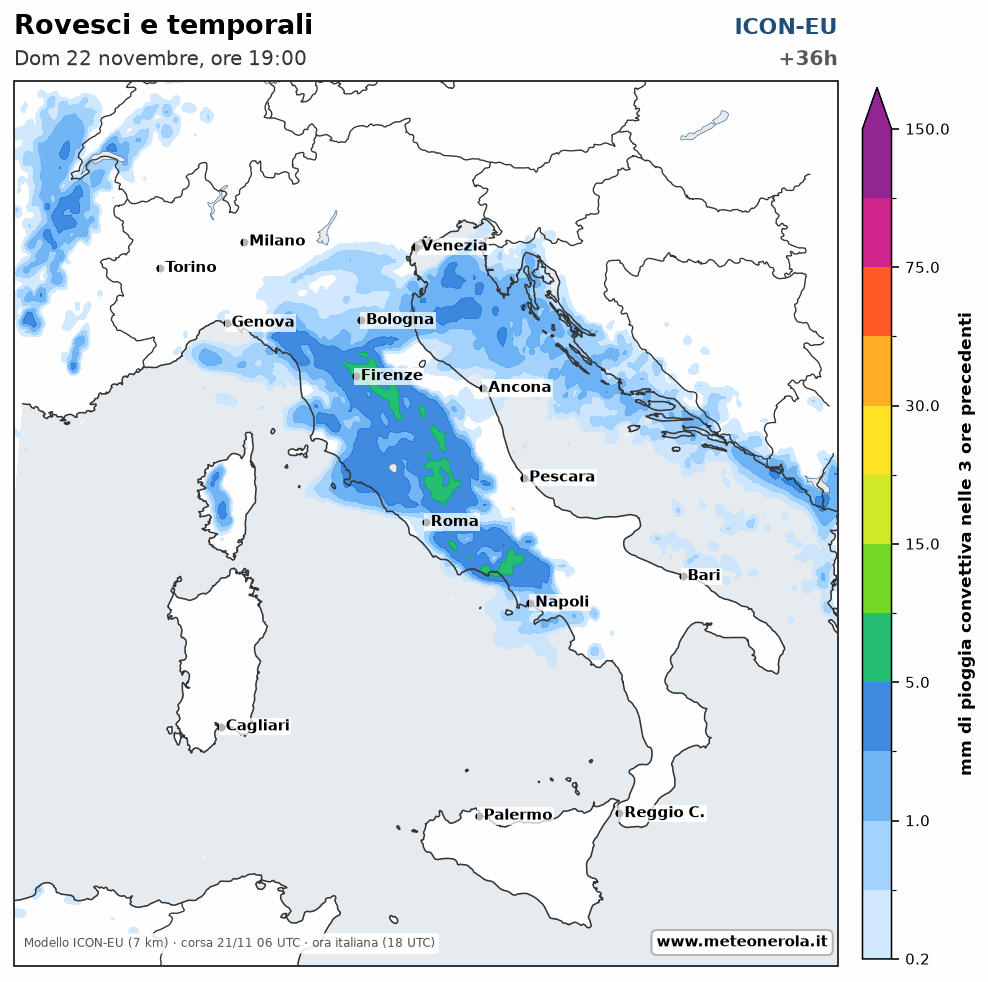 Rovesci e temporali
ICON-EU
Dom 22 novembre, ore 19:00
+36h
150.0
75.0
30.0
15.0
5.0
1.0
0.2
mm di pioggia convettiva nelle 3 ore precedenti
Milano
Venezia
Torino
Genova
Bologna
Firenze
Ancona
Pescara
Roma
Bari
Napoli
Cagliari
Palermo
Reggio C.
Modello ICON-EU (7 km) · corsa 21/11 06 UTC · ora italiana (18 UTC)
www.meteonerola.it